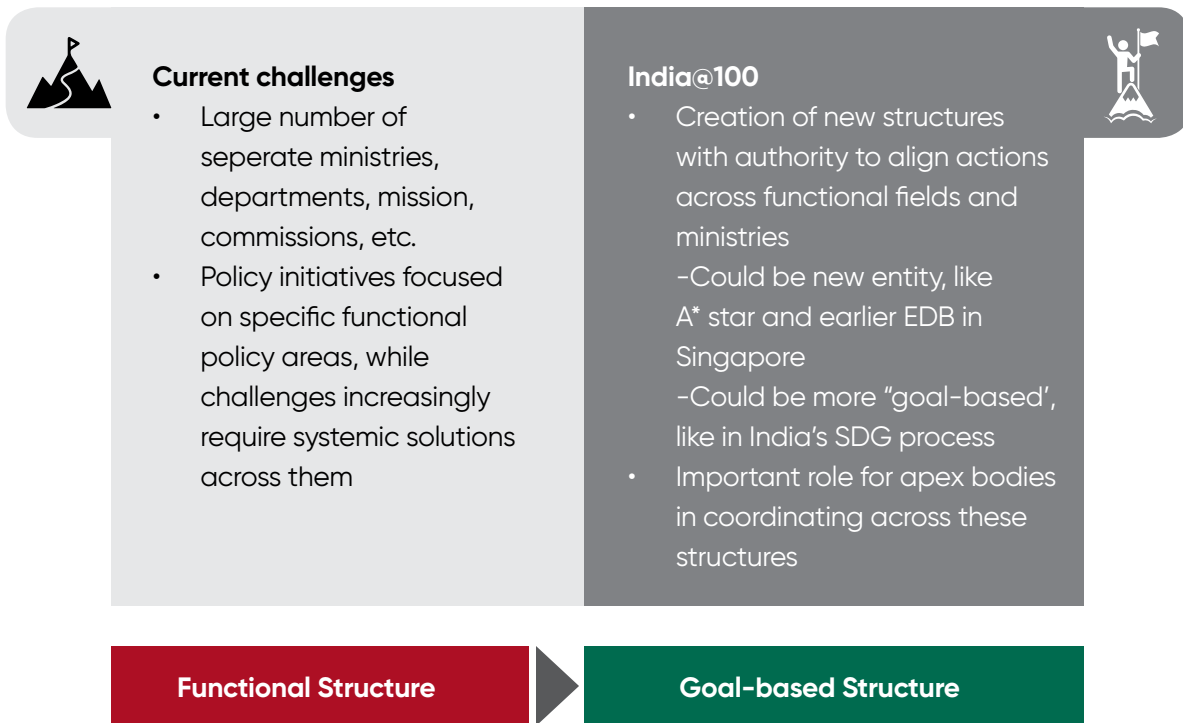 Current challenges
• Large number of
seperate ministries,
departments, mission,
commissions, etc.
• Policy initiatives focused
on specific functional
policy areas, while
challenges increasingly
require systemic solutions
across them
India@100
• Creation of new structures
with authority to align actions
across functional fields and
ministries
-Could be new entity, like
A* star and earlier EDB in
Singapore
-Could be more "goal-based',
like in India's SDG process
• Important role for apex bodies
in coordinating across these
structures
Functional Structure
Goal-based Structure